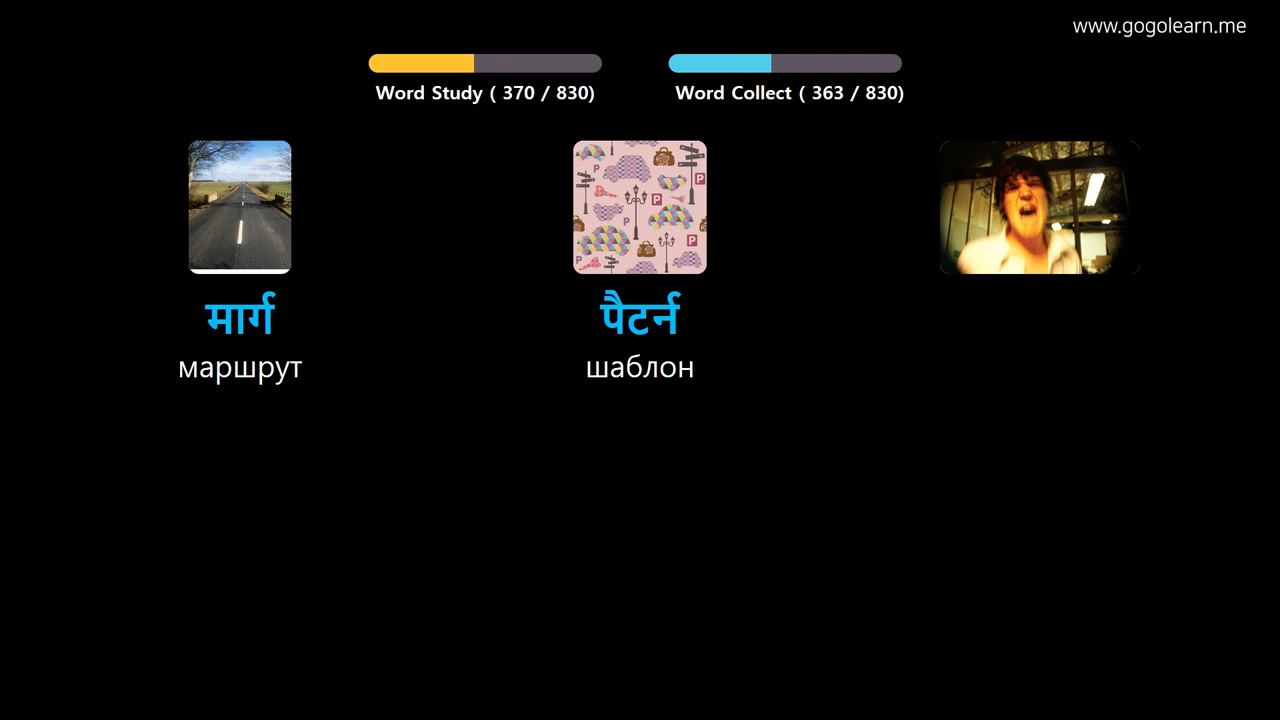 www.gogolearn.me
Word Study ( 370 / 830)
Word Collect ( 363 / 830)
मार्ग
маршрут
पैटर्न
шаблон